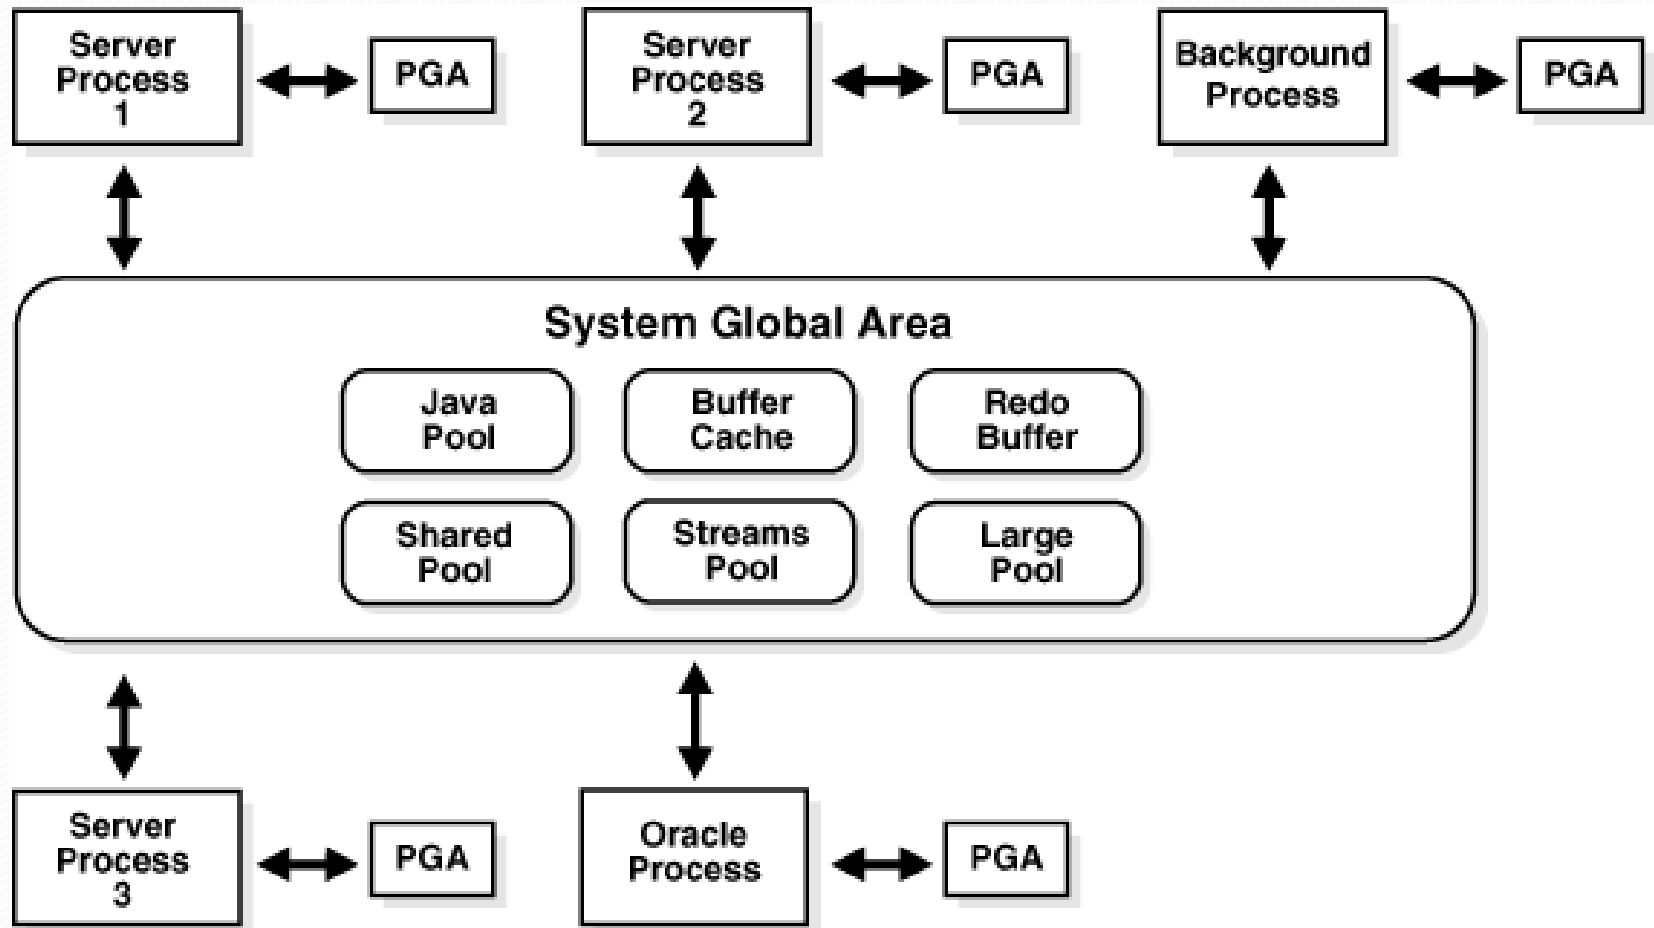 Server
Process
1
PGA
Server
Process
2
PGA
Background
Process
PGA
System Global Area
Java
Pool
Buffer
Cache
Redo
Buffer
Shared
Pool
Streams
Pool
Large
Pool
Server
Process
3
PGA
Oracle
Process
PGA